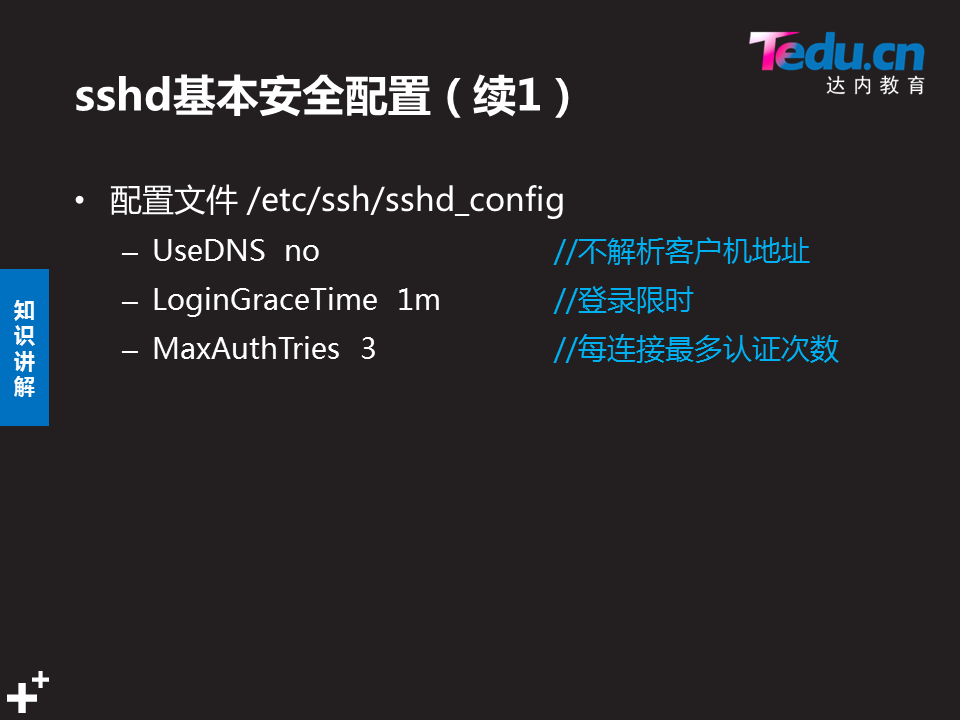 Tedu.cn
达内教育
sshd基本安全配置（续1）
• 配置文件 /etc/ssh/sshd_config
– UseDNS no //不解析客户机地址
– LoginGraceTime 1m //登录限时
– MaxAuthTries 3 //每连接最多认证次数
知
识
讲
解